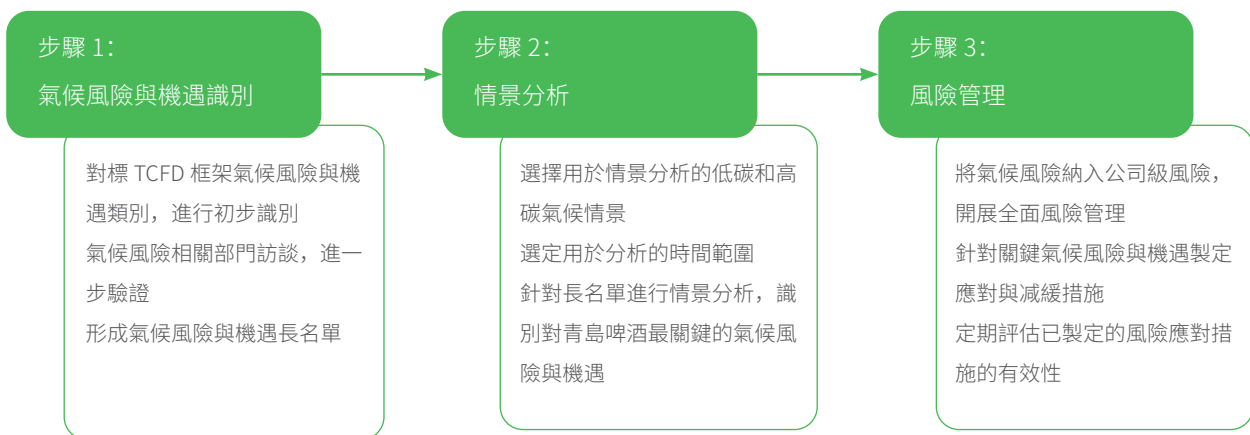 步驟 1：
氣候風險與機遇識別
對標 TCFD 框架氣候風險與機
遇類別，進行初步識別
氣候風險相關部門訪談，進一
步驗證
形成氣候風險與機遇長名單
步驟 2：
情景分析
選擇用於情景分析的低碳和高
碳氣候情景
選定用於分析的時間範圍
針對長名單進行情景分析，識
別對青島啤酒最關鍵的氣候風
險與機遇
步驟 3：
風險管理
將氣候風險納入公司級風險，
開展全面風險管理
針對關鍵氣候風險與機遇製定
應對與減緩措施
定期評估已製定的風險應對措
施的有效性